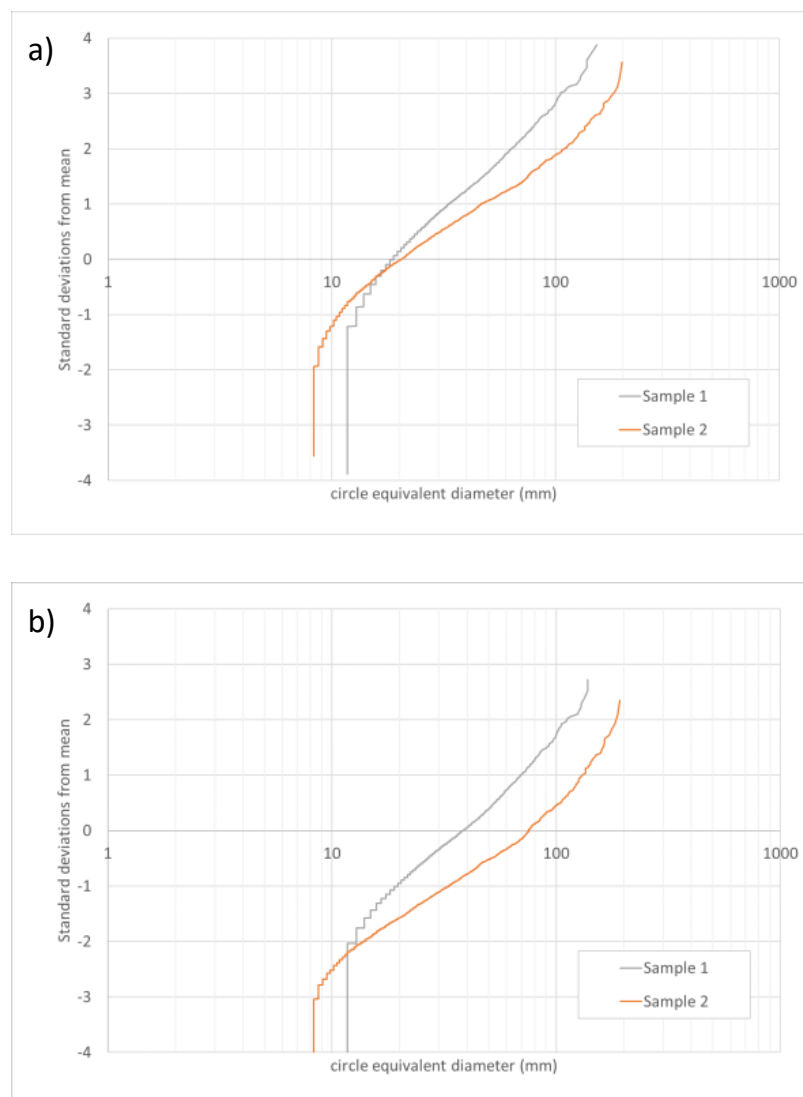 a)
4
3
2
1
0
1 10 100 1000
-1
-2
-3
-4
Standard deviations from mean
circle equivalent diameter (mm)
Sample 1
Sample 2
b)
4
3
2
1
0
1 10 100 1000
-1
-2
-3
-4
Standard deviations from mean
circle equivalent diameter (mm)
Sample 1
Sample 2